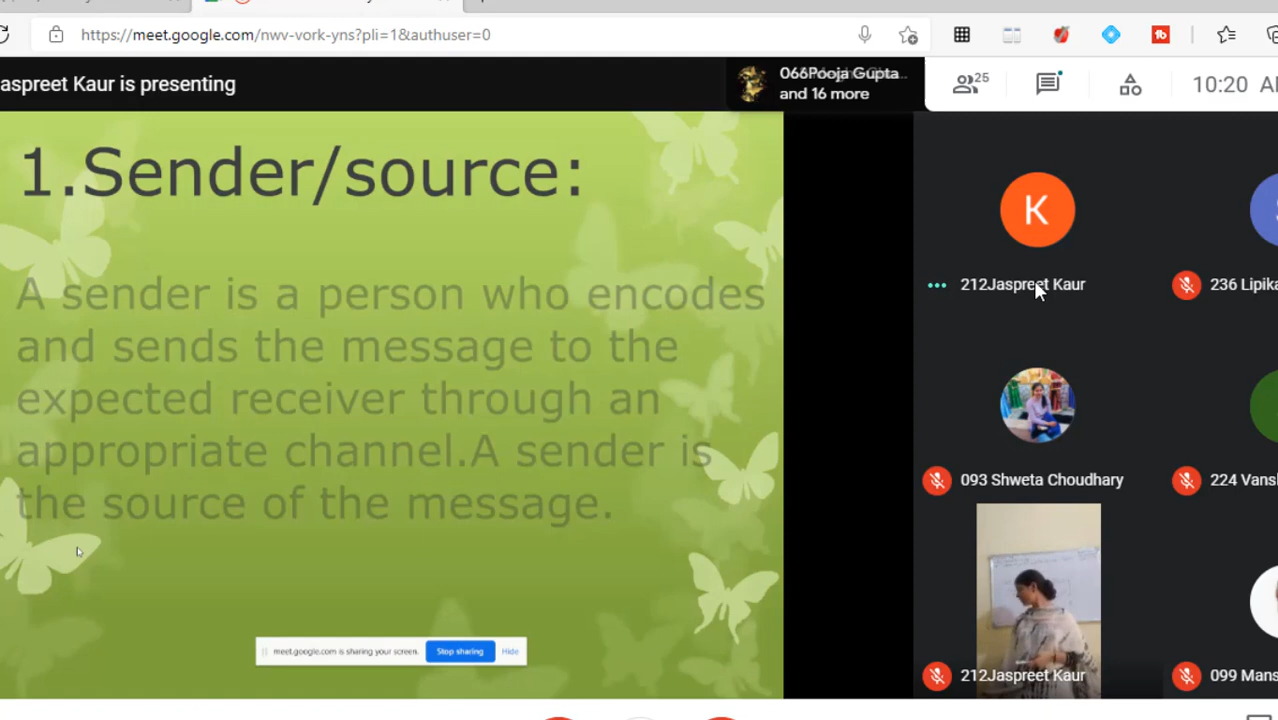 https://meet.google.com/nwv-vork-yns?pli=1&authuser=0
aspreet Kaur is presenting
066Pooja Gupta
and 16 more
25
10:20
1.Sender/source:
A sender is a person who encodes
and sends the message to the
expected receiver through an
appropriate channel.A sender is
the source of the message.
meet.google.com is sharing your screen.
Stop sharing
Hide
K
212Jaspreet Kaur
236 Lipika
093 Shweta Choudhary
224 Vans
212Jaspreet Kaur
099 Mans